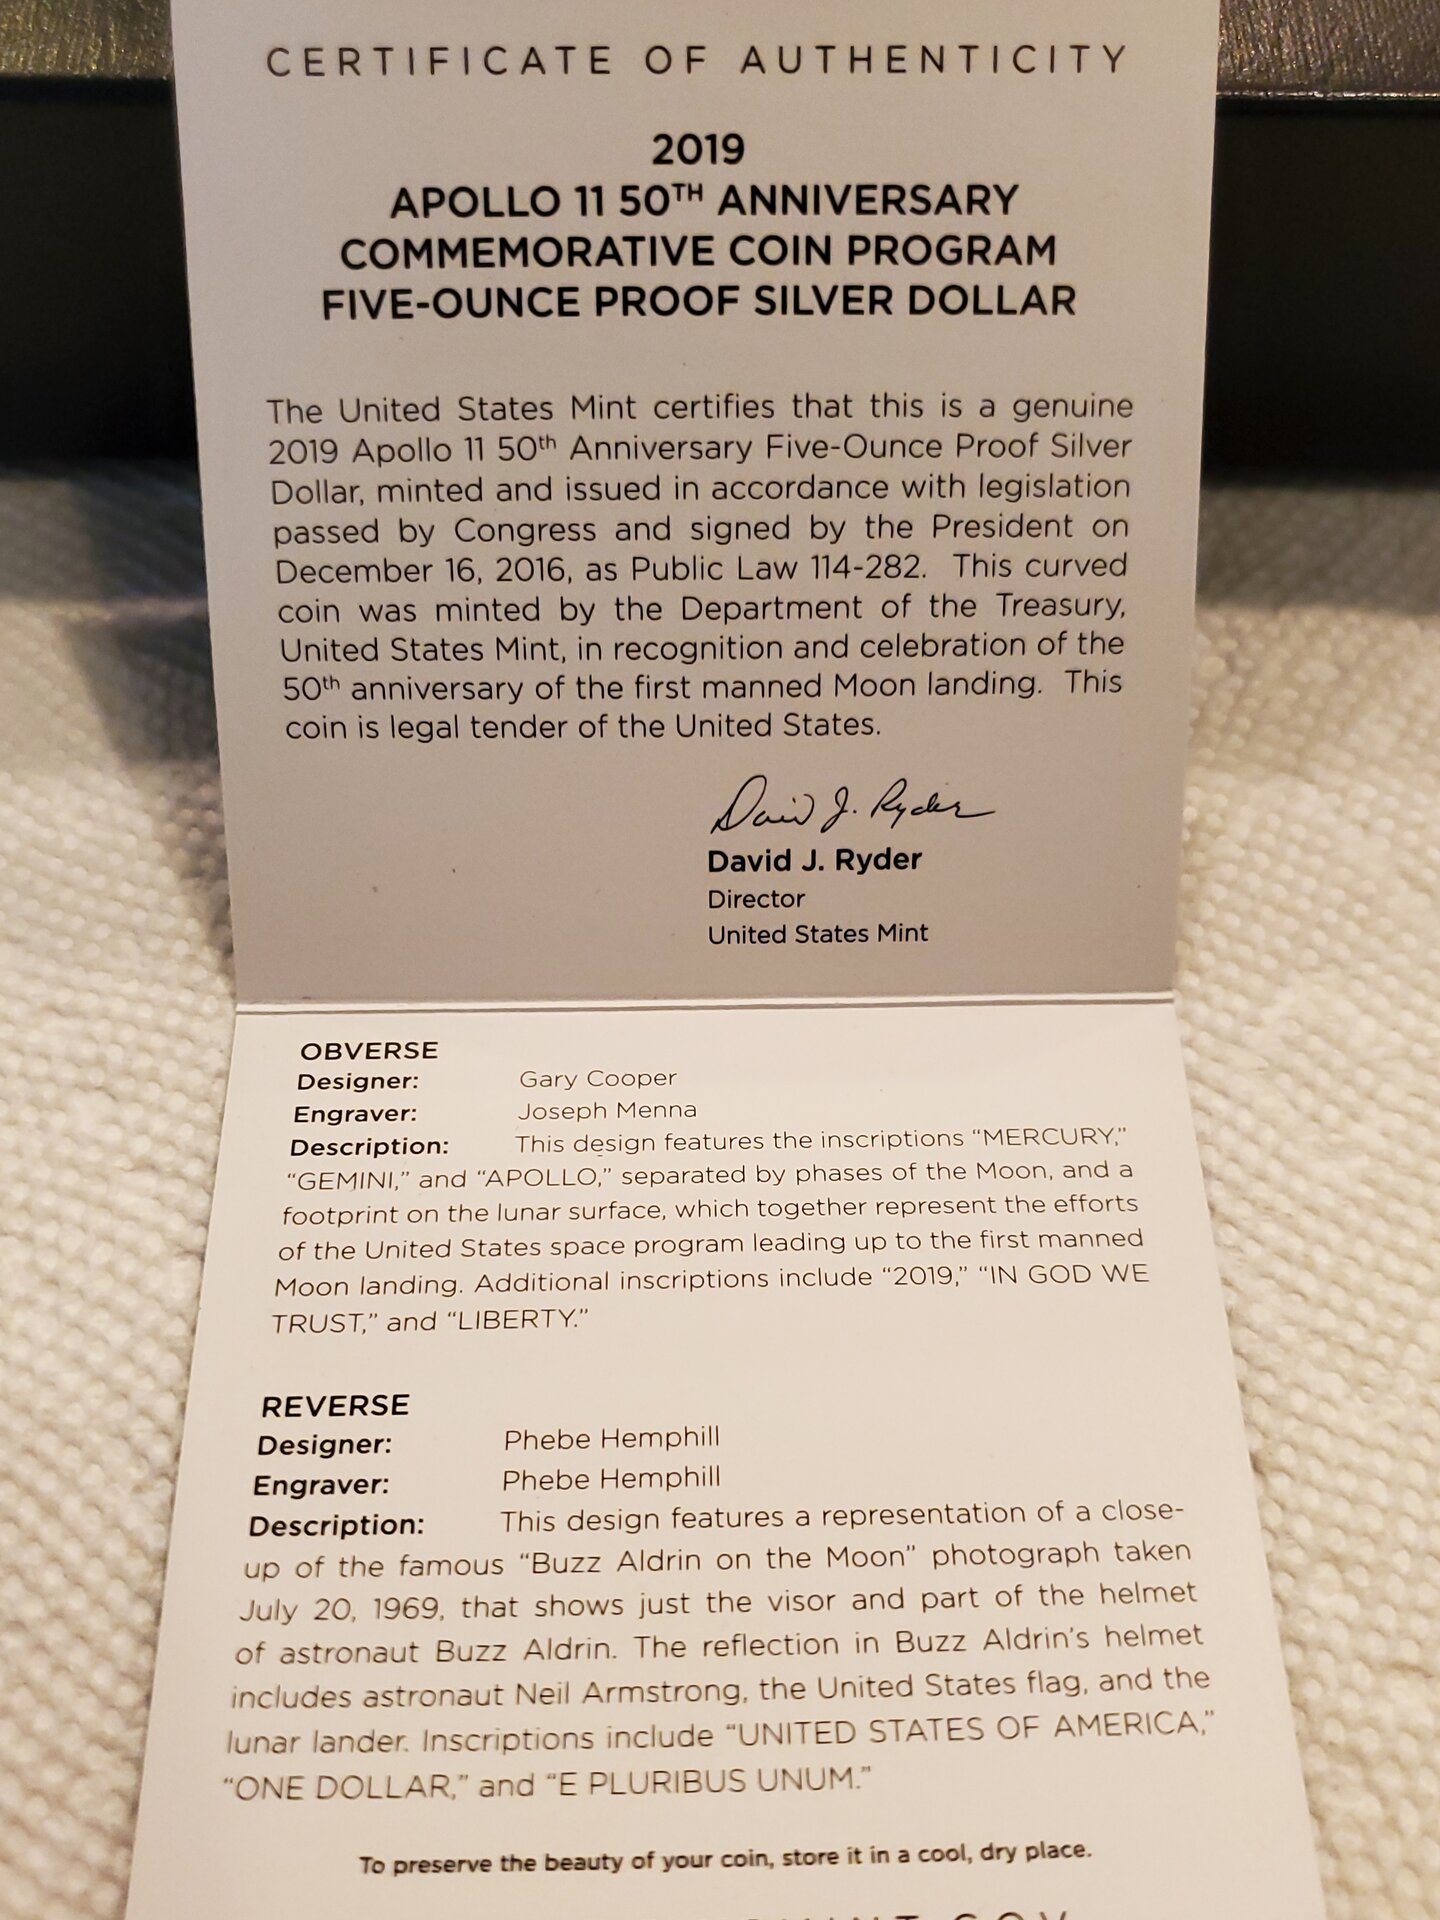 CERTIFICATE OF AUTHENTICITY
2019
APOLLO 11 50TH ANNIVERSARY
COMMEMORATIVE COIN PROGRAM
FIVE-OUNCE PROOF SILVER DOLLAR
The United States Mint certifies that this is a genuine
2019 Apollo 11 50th Anniversary Five-Ounce Proof Silver
Dollar, minted and issued in accordance with legislation
passed by Congress and signed by the President on
December 16, 2016, as Public Law 114-282. This curved
coin was minted by the Department of the Treasury,
United States Mint, in recognition and celebration of the
50th anniversary of the first manned Moon landing. This
coin is legal tender of the United States.
David J. Ryder
David J. Ryder
Director
United States Mint
OBVERSE
Designer: Gary Cooper
Engraver: Joseph Menna
Description: This design features the inscriptions “MERCURY,”
“GEMINI,” and “APOLLO,” separated by phases of the Moon, and a
footprint on the lunar surface, which together represent the efforts
of the United States space program leading up to the first manned
Moon landing. Additional inscriptions include “2019,” “IN GOD WE
TRUST,” and “LIBERTY.”
REVERSE
Designer: Phebe Hemphill
Engraver: Phebe Hemphill
Description: This design features a representation of a close-
up of the famous “Buzz Aldrin on the Moon” photograph taken
July 20, 1969, that shows just the visor and part of the helmet
of astronaut Buzz Aldrin. The reflection in Buzz Aldrin’s helmet
includes astronaut Neil Armstrong, the United States flag, and the
lunar lander. Inscriptions include “UNITED STATES OF AMERICA,”
“ONE DOLLAR,” and “E PLURIBUS UNUM.”
To preserve the beauty of your coin, store it in a cool, dry place.